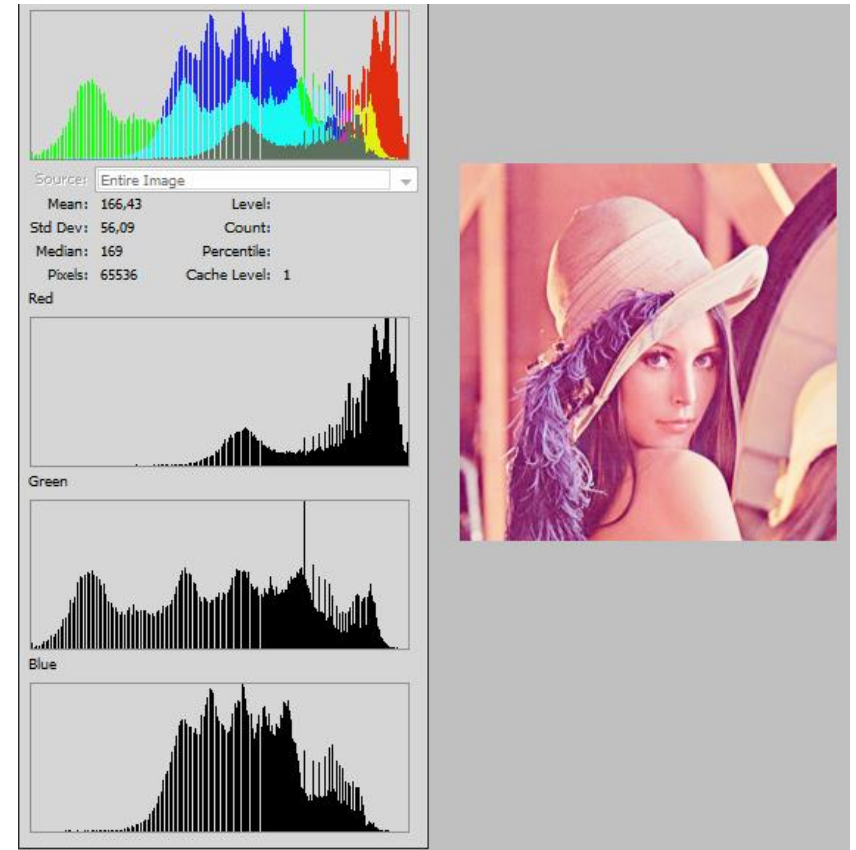 Source: Entire Image
Mean: 166,43 Level:
Std Dev: 56,09 Count:
Median: 169 Percentile:
Pixels: 65536 Cache Level: 1
Red
Green
Blue